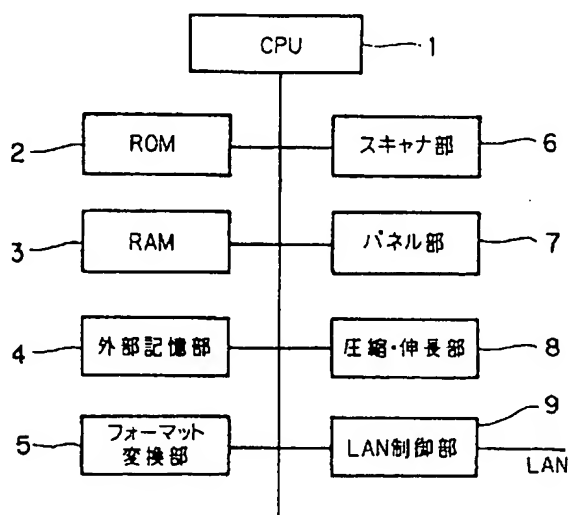 CPU
1
2
ROM
スキャナ部
6
3
RAM
パネル部
7
4
外部記憶部
圧縮・伸長部
8
5
フォーマット
変換部
LAN制御部
9
LAN